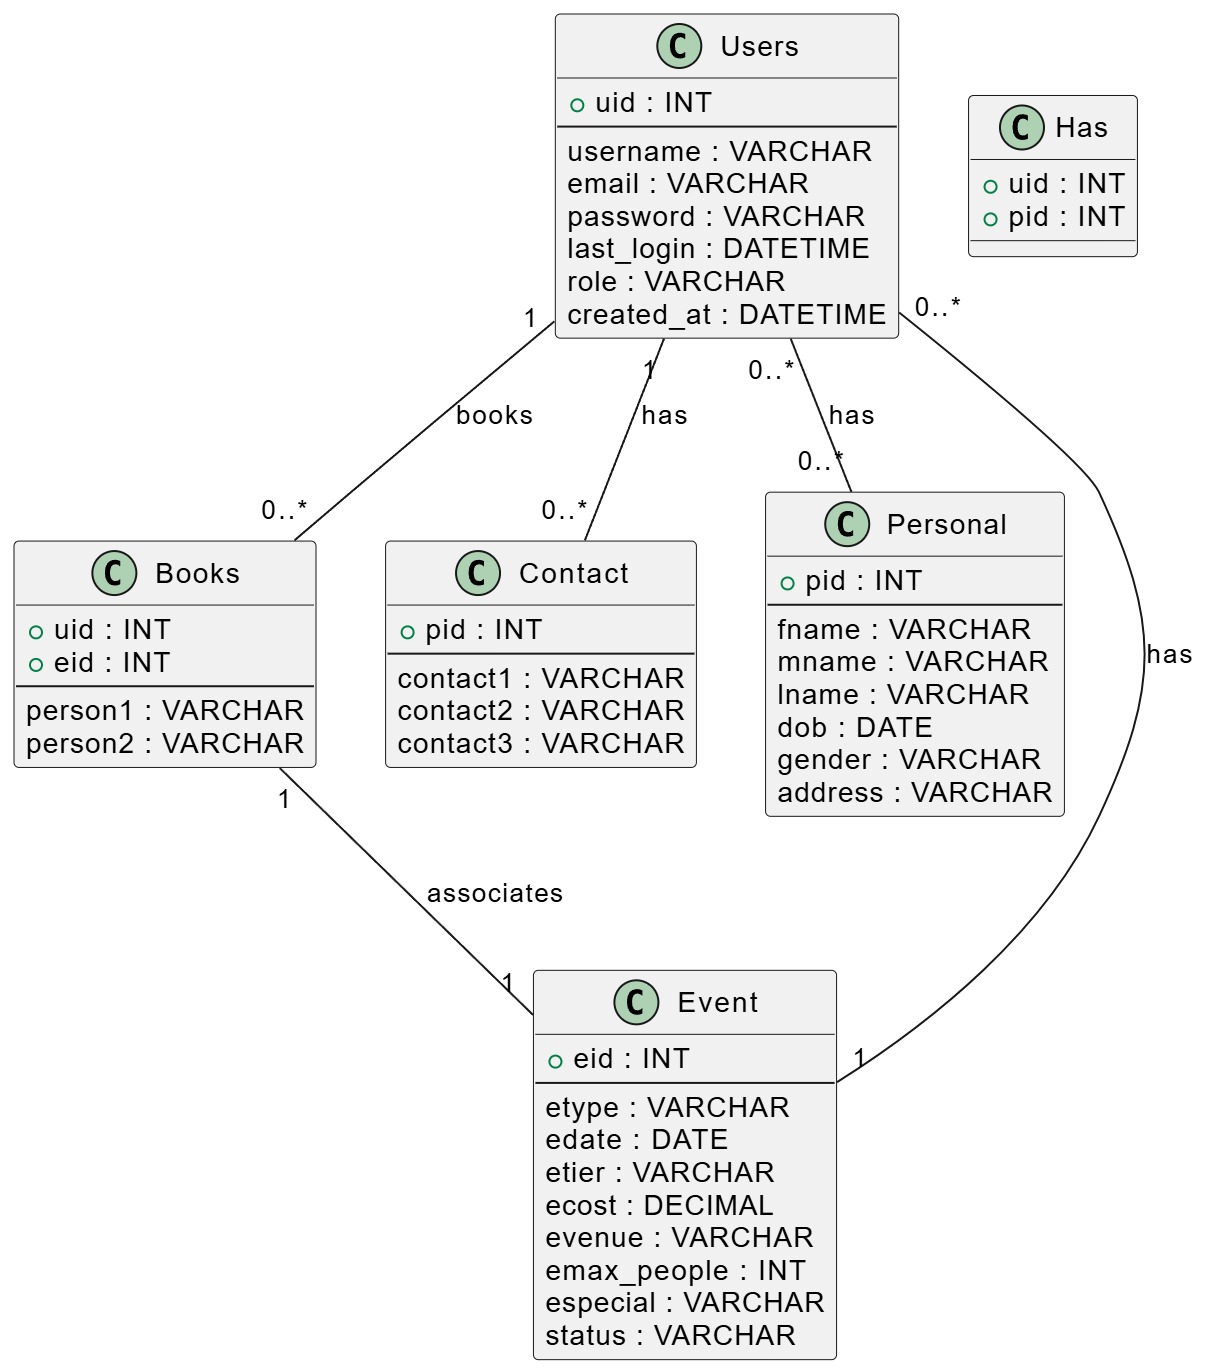 C Users
uid : INT
username : VARCHAR
email : VARCHAR
password : VARCHAR
last_login : DATETIME
role : VARCHAR
created_at : DATETIME
C Has
uid : INT
pid : INT
1
books
0..*
1
has
0..*
0..*
has
0..*
0..*
has
1
C Books
uid : INT
eid : INT
person1 : VARCHAR
person2 : VARCHAR
C Contact
pid : INT
contact1 : VARCHAR
contact2 : VARCHAR
contact3 : VARCHAR
C Personal
pid : INT
fname : VARCHAR
mname : VARCHAR
lname : VARCHAR
dob : DATE
gender : VARCHAR
address : VARCHAR
1
associates
1
C Event
eid : INT
etype : VARCHAR
edate : DATE
etier : VARCHAR
ecost : DECIMAL
evenue : VARCHAR
emax_people : INT
especial : VARCHAR
status : VARCHAR